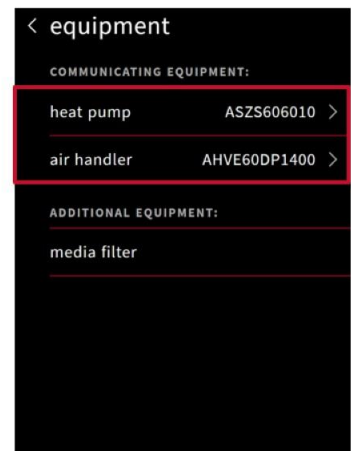 < equipment
COMMUNICATING EQUIPMENT:
heat pump ASZS606010 >
air handler AHVE60DP1400 >
ADDITIONAL EQUIPMENT:
media filter